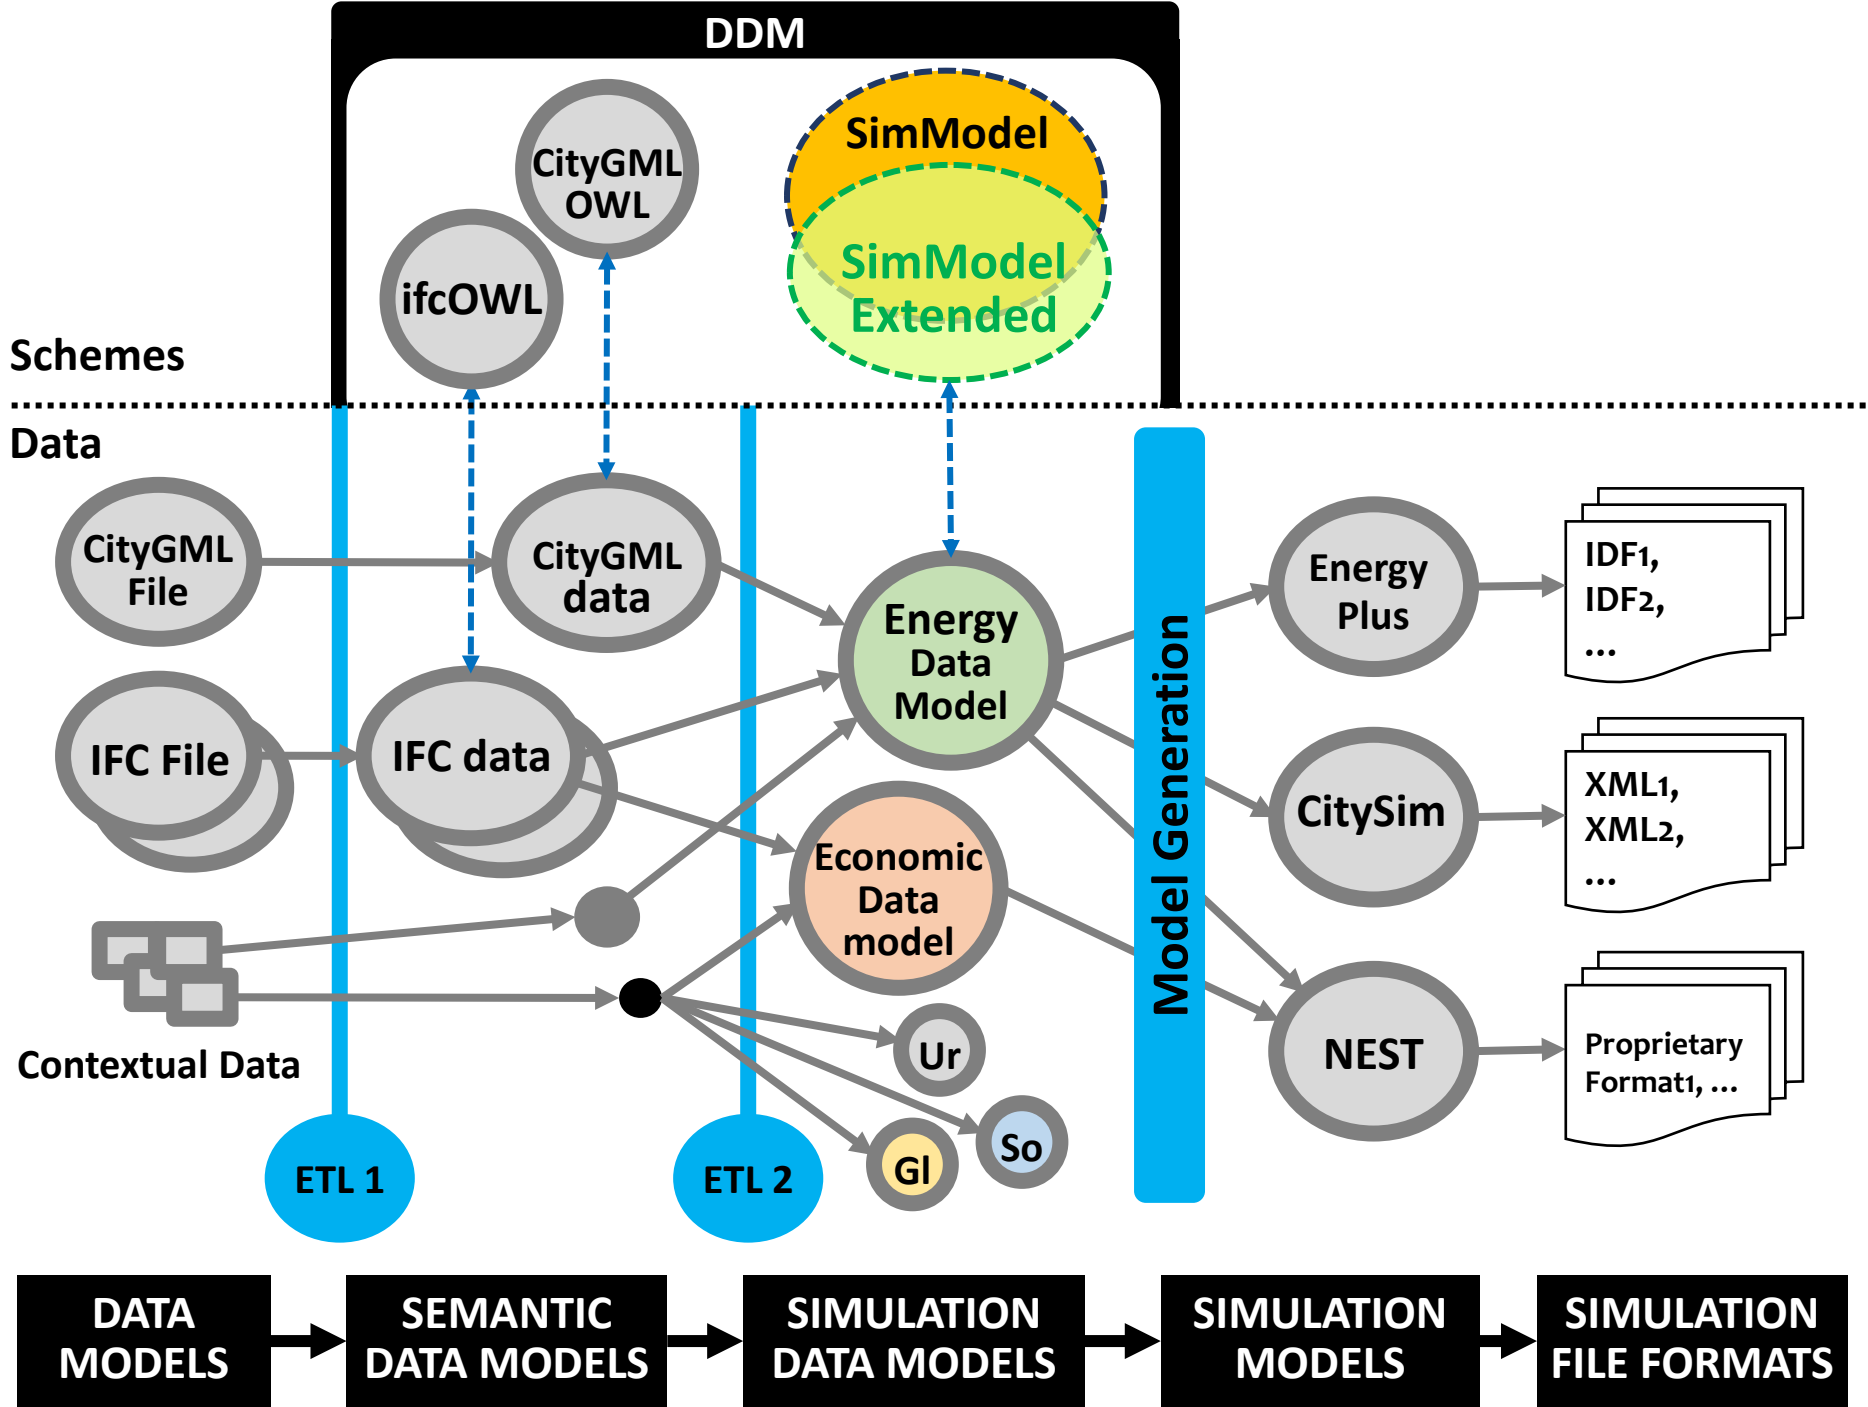 DDM
SimModel
CityGML
OWL
SimModel
Extended
ifcOWL
Schemes
Data
CityGML
File
CityGML
data
Energy
Data
Model
Energy
Plus
IDF1,
IDF2,
...
IFC File
IFC data
Model Generation
CitySim
XML1,
XML2,
...
Economic
Data
model
Contextual Data
Ur
NEST
Proprietary
Format1, ...
So
Gl
ETL 1
ETL 2
DATA
MODELS
SEMANTIC
DATA MODELS
SIMULATION
DATA MODELS
SIMULATION
MODELS
SIMULATION
FILE FORMATS